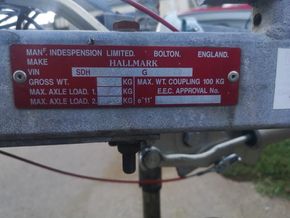 MANF. INDESPENSION LIMITED. BOLTON. ENGLAND.
MAKE HALLMARK
VIN SDH G
GROSS WT. KG MAX. WT. COUPLING 100 KG
MAX. AXLE LOAD. 1. KG E.E.C. APPROVAL No.
MAX. AXLE LOAD. 2. KG e'11'